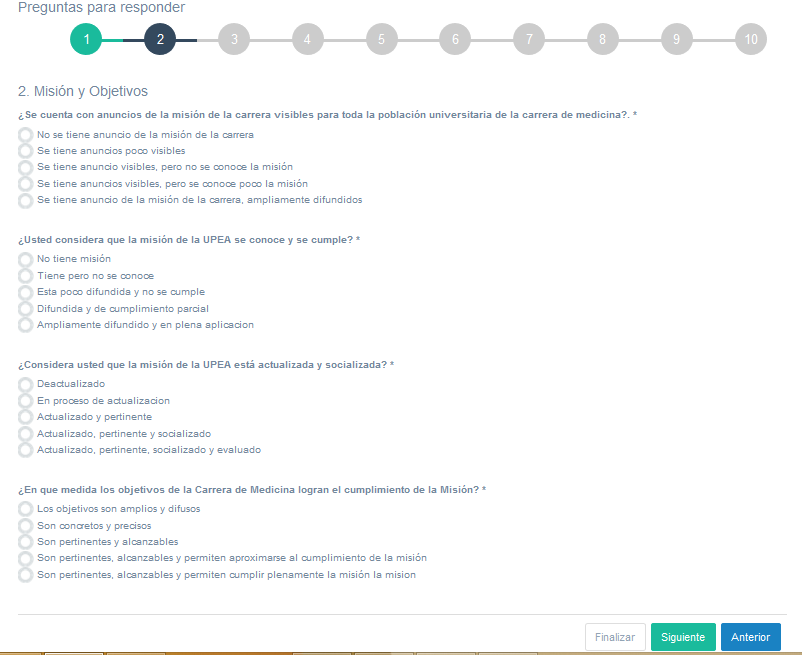 Preguntas para responder
1 2 3 4 5 6 7 8 9 10
2. Misión y Objetivos
¿Se cuenta con anuncios de la misión de la carrera visibles para toda la población universitaria de la carrera de medicina?. *
No se tiene anuncio de la misión de la carrera
Se tiene anuncios poco visibles
Se tiene anuncio visibles, pero no se conoce la misión
Se tiene anuncios visibles, pero se conoce poco la misión
Se tiene anuncio de la misión de la carrera, ampliamente difundidos
¿Usted considera que la misión de la UPEA se conoce y se cumple? *
No tiene misión
Tiene pero no se conoce
Esta poco difundida y no se cumple
Difundida y de cumplimiento parcial
Ampliamente difundido y en plena aplicacion
¿Considera usted que la misión de la UPEA está actualizada y socializada? *
Deactualizado
En proceso de actualizacion
Actualizado y pertinente
Actualizado, pertinente y socializado
Actualizado, pertinente, socializado y evaluado
¿En que medida los objetivos de la Carrera de Medicina logran el cumplimiento de la Misión? *
Los objetivos son amplios y difusos
Son concretos y precisos
Son pertinentes y alcanzables
Son pertinentes, alcanzables y permiten aproximarse al cumplimiento de la misión
Son pertinentes, alcanzables y permiten cumplir plenamente la misión la mision
Finalizar Siguiente Anterior